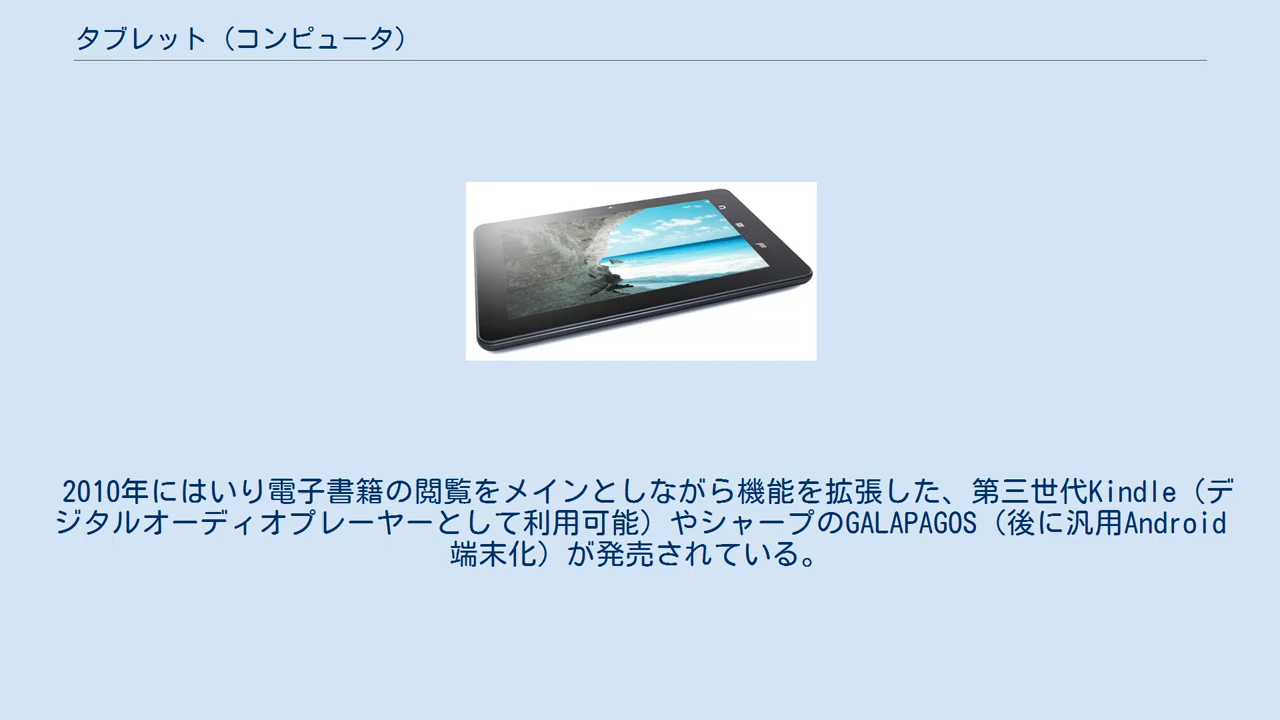 タブレット（コンピュータ）
2010年にはいり電子書籍の閲覧をメインとしながら機能を拡張した、第三世代Kindle（デ
ジタルオーディオプレーヤーとして利用可能）やシャープのGALAPAGOS（後に汎用Android
端末化）が発売されている。